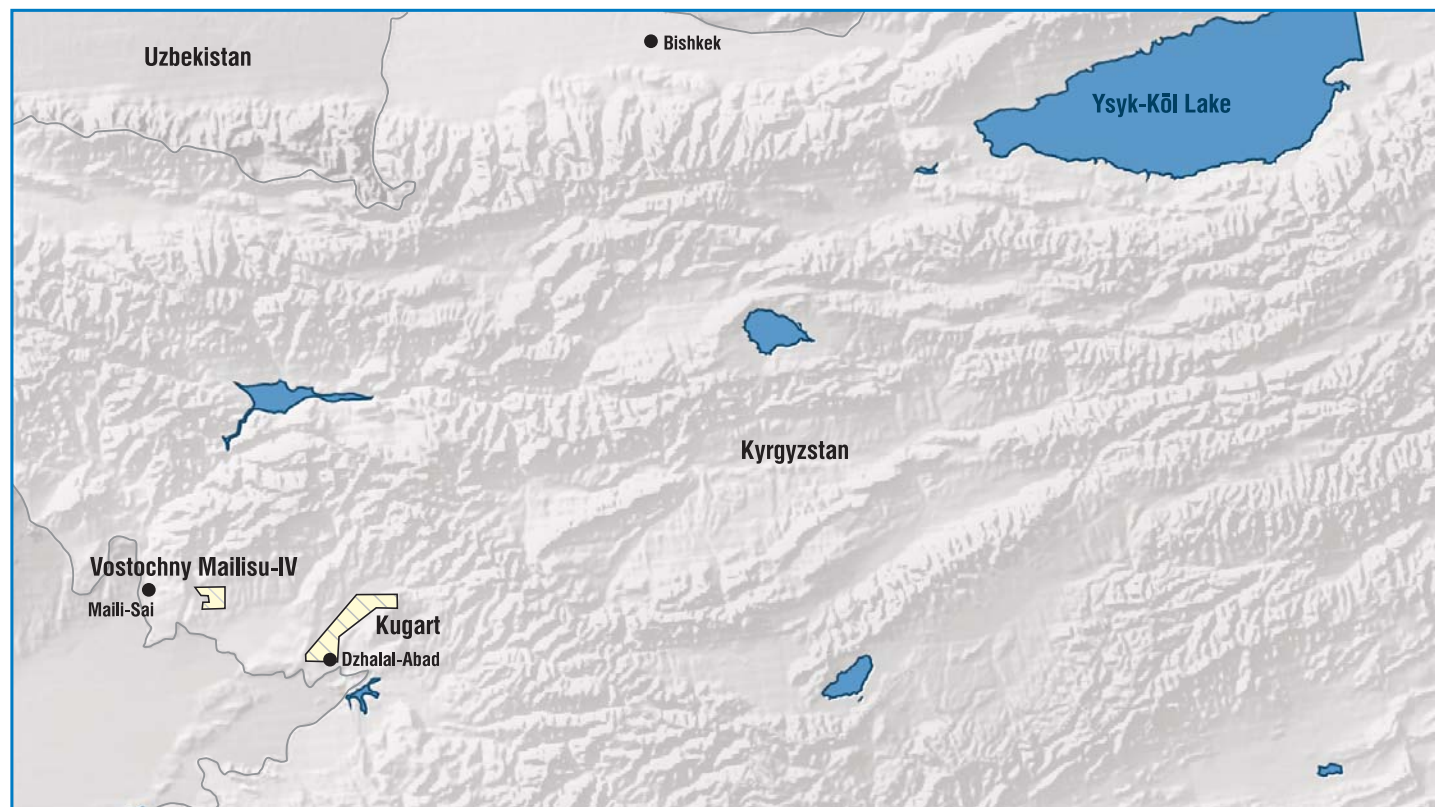 Bishkek
Uzbekistan
Ysyk-Kōl Lake
Kyrgyzstan
Vostochny Mailisu-IV
Maili-Sai
Kugart
Dzhalal-Abad